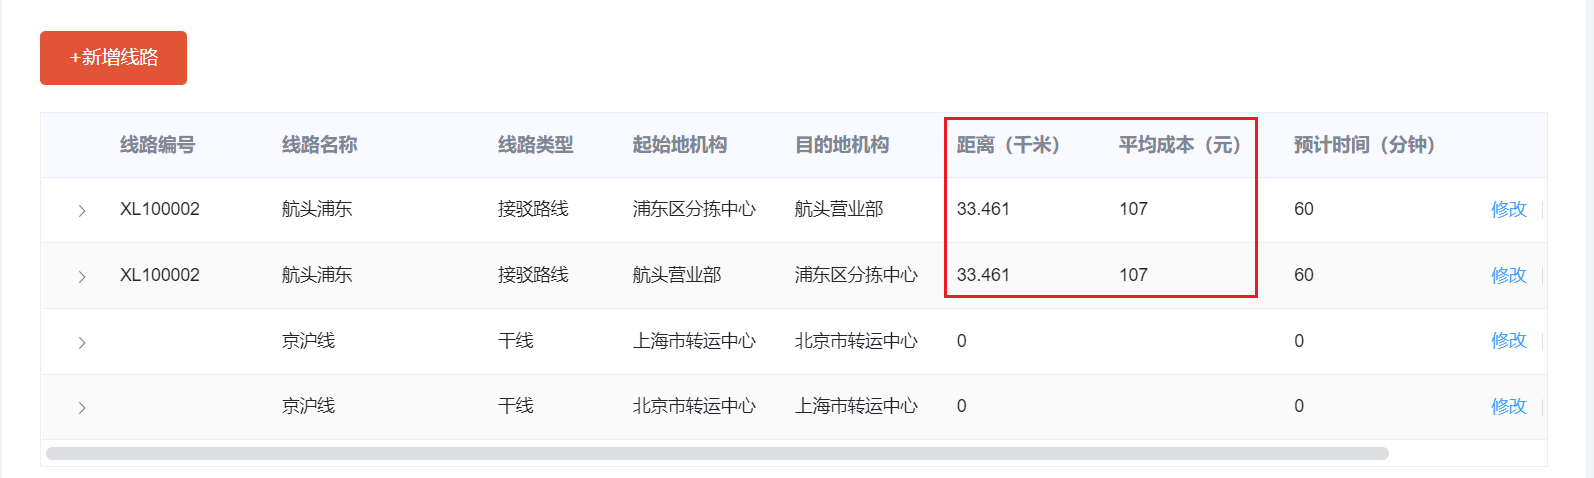 +新增线路
线路编号 线路名称 线路类型 起始地机构 目的地机构 距离（千米） 平均成本（元） 预计时间（分钟）
XL100002 航头浦东 接驳路线 浦东区分拣中心 航头营业部 33.461 107 60 修改
XL100002 航头浦东 接驳路线 航头营业部 浦东区分拣中心 33.461 107 60 修改
京沪线 干线 上海市转运中心 北京市转运中心 0 0 修改
京沪线 干线 北京市转运中心 上海市转运中心 0 0 修改